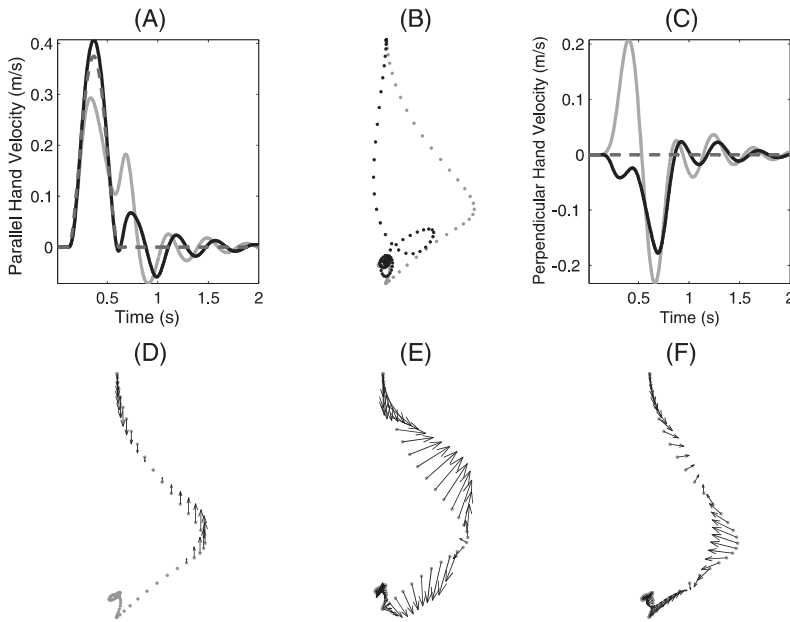 (A)
(B)
(C)
Parallel Hand Velocity (m/s)
0.4
0.3
0.2
0.1
0
0.5
1
1.5
2
Time (s)
Perpendicular Hand Velocity (m/s)
0.2
0.1
0
-0.1
-0.2
0.5
1
1.5
2
Time (s)
(D)
(E)
(F)